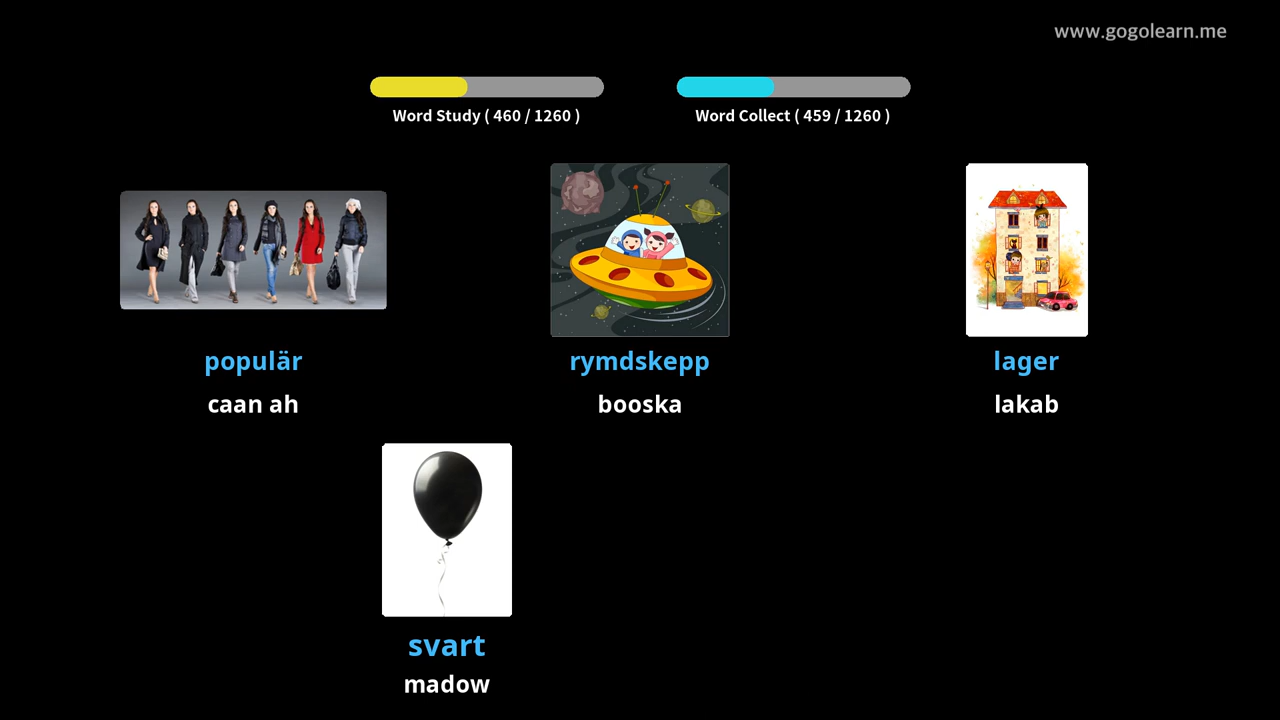 www.gogolearn.me
Word Study ( 460 / 1260 )
Word Collect ( 459 / 1260 )
populär
caan ah
rymdskepp
booska
lager
lakab
svart
madow